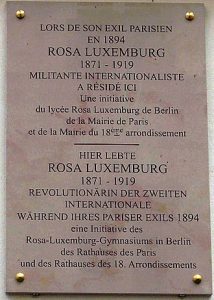 LORS DE SON EXIL PARISIEN
EN 1894
ROSA LUXEMBURG
1871 - 1919
MILITANTE INTERNATIONALISTE
A RÉSIDÉ ICI
Une initiative
du lycée Rosa Luxemburg de Berlin
de la Mairie de Paris
et de la Mairie du 18ème arrondissement
HIER LEBTE
ROSA LUXEMBURG
1871 - 1919
REVOLUTIONÄRIN DER ZWEITEN
INTERNATIONALE
WÄHREND IHRES PARISER EXILS 1894
eine Initiative des
Rosa-Luxemburg-Gymnasiums in Berlin
des Rathauses des Paris
und des Rathauses des 18. Arrondissements